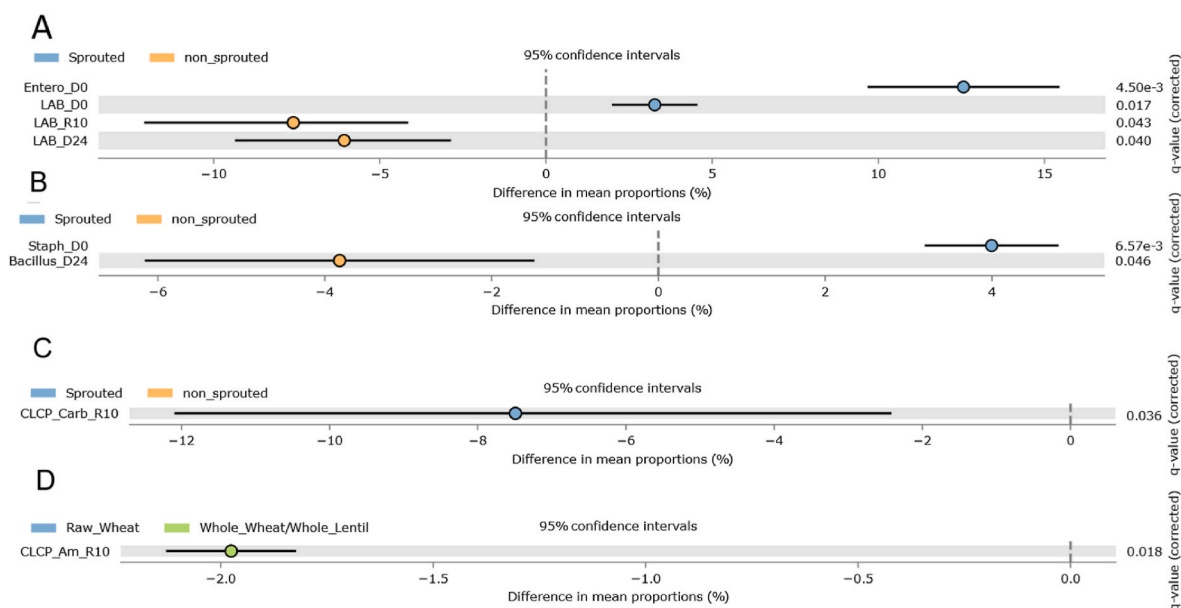 A
Sprouted non_sprouted 95% confidence intervals
Entero_D0 4.50e-3
LAB_D0 0.017
LAB_R10 0.043
LAB_D24 0.040
−10 −5 0 5 10 15
Difference in mean proportions (%)
q-value (corrected)
B
Sprouted non_sprouted 95% confidence intervals
Staph_D0 6.57e-3
Bacillus_D24 0.046
−6 −4 −2 0 2 4
Difference in mean proportions (%)
q-value (corrected)
C
Sprouted non_sprouted 95% confidence intervals
CLCP_Carb_R10 0.036
−12 −10 −8 −6 −4 −2 0
Difference in mean proportions (%)
q-value (corrected)
D
Raw_Wheat Whole_Wheat/Whole_Lentil 95% confidence intervals
CLCP_Am_R10 0.018
−2.0 −1.5 −1.0 −0.5 0.0
Difference in mean proportions (%)
q-value (corrected)